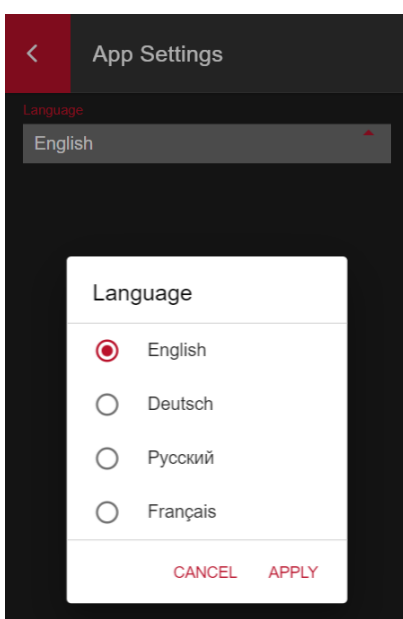 App Settings
Language
English
Language
English
Deutsch
Русский
Français
CANCEL APPLY